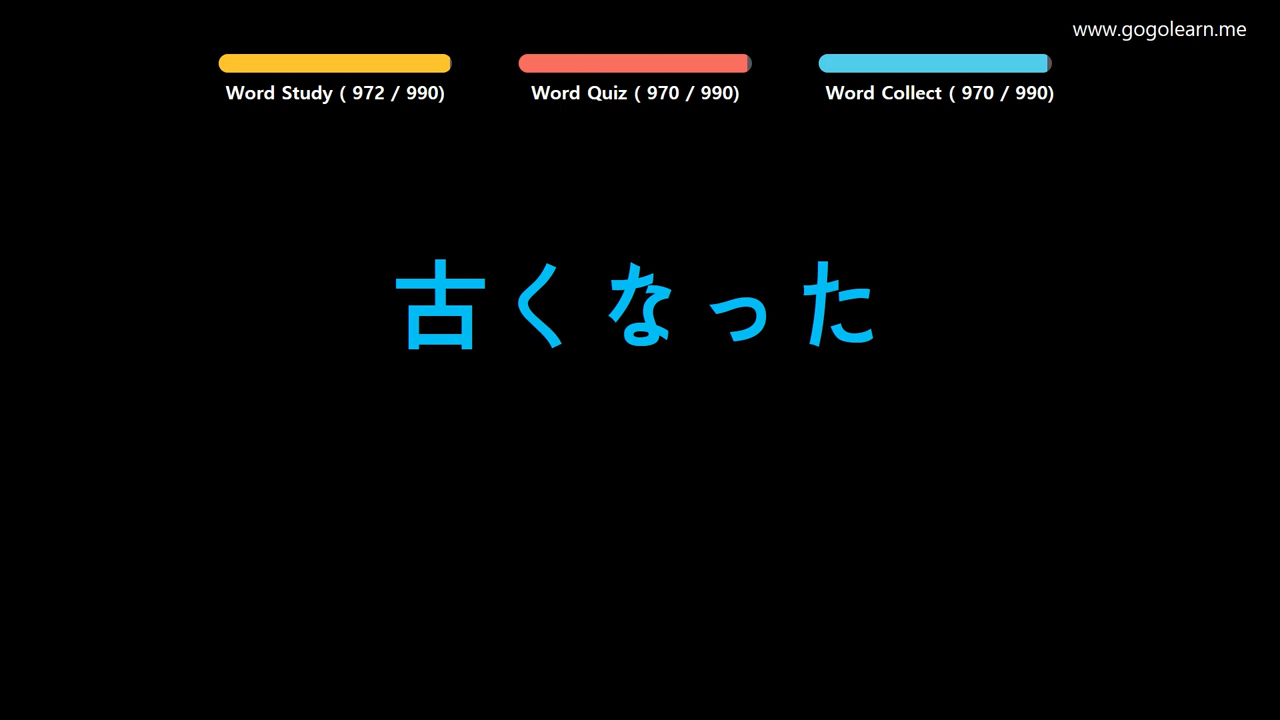 www.gogolearn.me
Word Study ( 972 / 990)
Word Quiz ( 970 / 990)
Word Collect ( 970 / 990)
古くなった